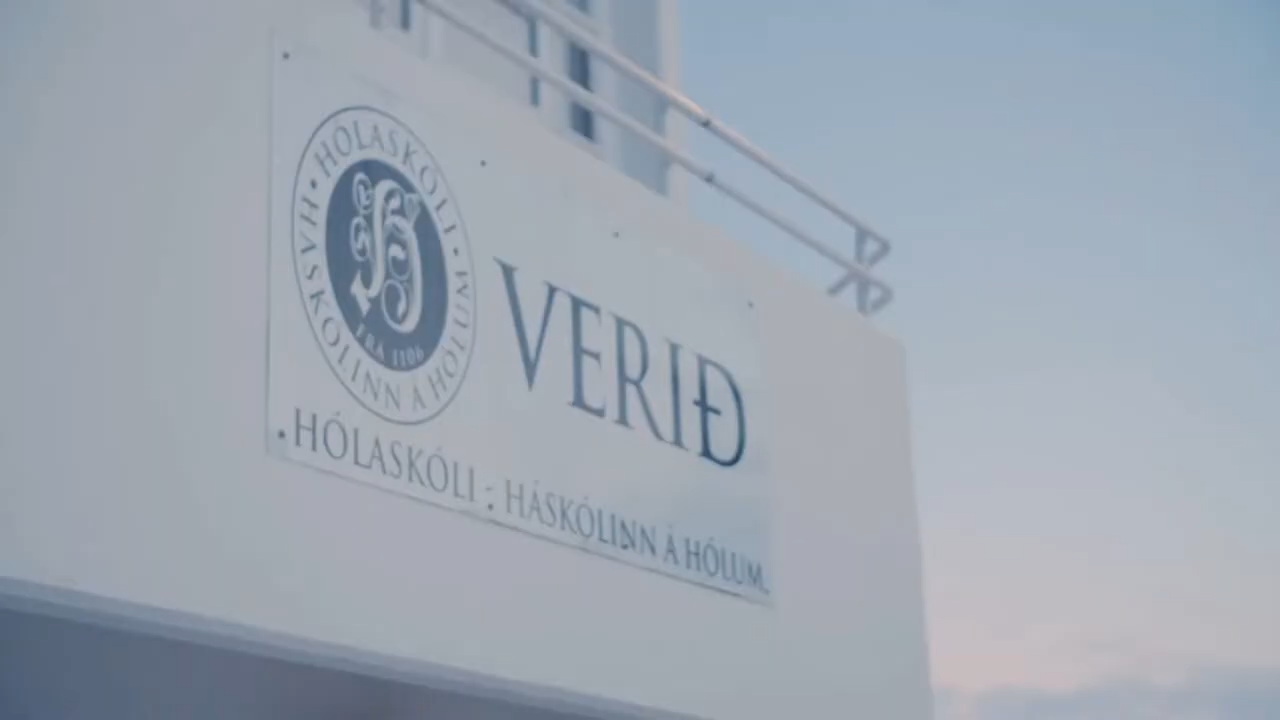 · HÓLASKÓLI ·
HÁSKÓLINN Á HÓLUM
FRÁ 1106
VERIÐ
HÓLASKÓLI · HÁSKÓLINN Á HÓLUM